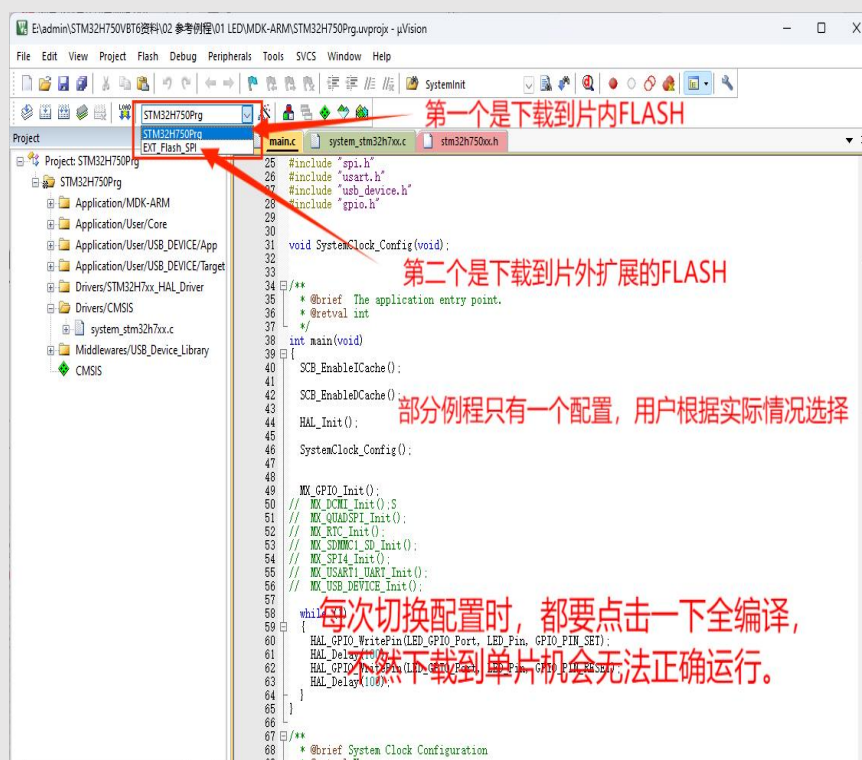 E:\admin\STM32H750VBT6资料\02 参考例程\01 LED\MDK-ARM\STM32H750Prg.uvprojx - µVision
File Edit View Project Flash Debug Peripherals Tools SVCS Window Help
SystemInit
LOAD
STM32H750Prg
第一个是下载到片内FLASH
STM32H750Prg
EXT_Flash_SPI
Project
main.c system_stm32h7xx.c stm32h750xx.h
Project: STM32H750Prg
STM32H750Prg
Application/MDK-ARM
Application/User/Core
Application/User/USB_DEVICE/App
Application/User/USB_DEVICE/Target
Drivers/STM32H7xx_HAL_Driver
Drivers/CMSIS
system_stm32h7xx.c
Middlewares/USB_Device_Library
CMSIS
25 #include "spi.h"
26 #include "usart.h"
27 #include "usb_device.h"
28 #include "gpio.h"
29
30
31 void SystemClock_Config(void);
32
33
第二个是下载到片外扩展的FLASH
34 /**
35 * @brief The application entry point.
36 * @retval int
37 */
38 int main(void)
39 {
40 SCB_EnableICache();
41
42 SCB_EnableDCache();
43
部分例程只有一个配置，用户根据实际情况选择
44 HAL_Init();
45
46 SystemClock_Config();
47
48
49 MX_GPIO_Init();
50 // MX_DCMI_Init();S
51 // MX_QUADSPI_Init();
52 // MX_RTC_Init();
53 // MX_SDMMC1_SD_Init();
54 // MX_SPI4_Init();
55 // MX_USART1_UART_Init();
56 // MX_USB_DEVICE_Init();
57
58 while
每次切换配置时，都要点击一下全编译，
59 {
60 HAL_GPIO_WritePin(LED_GPIO_Port, LED_Pin, GPIO_PIN_SET);
61 HAL_Delay(100);
不然下载到单片机会无法正确运行。
62 HAL_GPIO_WritePin(LED_GPIO_Port, LED_Pin, GPIO_PIN_RESET);
63 HAL_Delay(100);
64 }
65 }
66
67 /**
68 * @brief System Clock Configuration